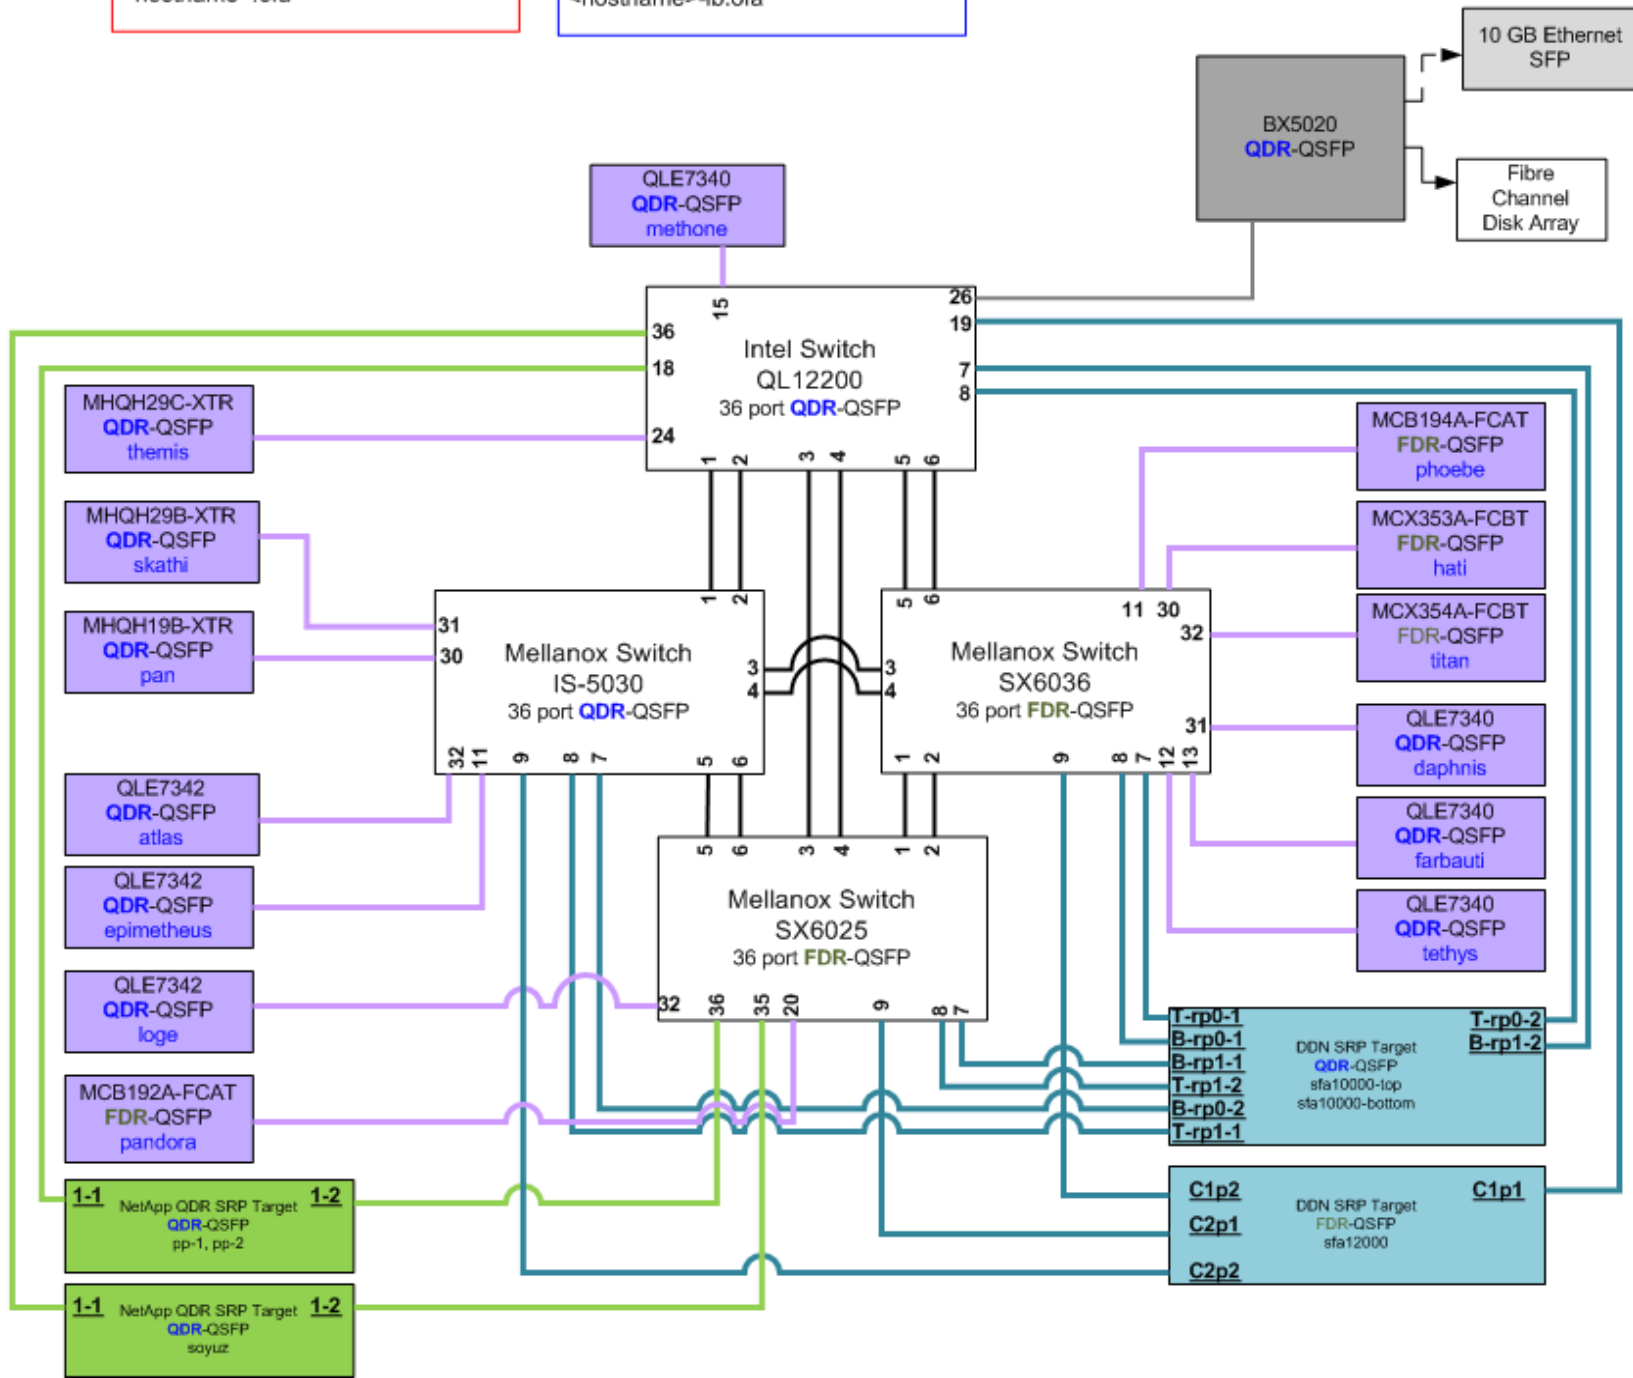 10 GB Ethernet
SFP
BX5020
QDR-QSFP
Fibre
Channel
Disk Array
QLE7340
QDR-QSFP
methone
15
26
19
36
18
7
8
24
Intel Switch
QL12200
36 port QDR-QSFP
1 2 3 4 5 6
MHQH29C-XTR
QDR-QSFP
themis
MHQH29B-XTR
QDR-QSFP
skathi
MHQH19B-XTR
QDR-QSFP
pan
QLE7342
QDR-QSFP
atlas
QLE7342
QDR-QSFP
epimetheus
QLE7342
QDR-QSFP
loge
MCB192A-FCAT
FDR-QSFP
pandora
1 2
31
30
Mellanox Switch
IS-5030
36 port QDR-QSFP
3
4
32 11 9 8 7 5 6
5 6 11 30
32
31
Mellanox Switch
SX6036
36 port FDR-QSFP
3
4
9 1 2 8 7 12 13
MCB194A-FCAT
FDR-QSFP
phoebe
MCX353A-FCBT
FDR-QSFP
hati
MCX354A-FCBT
FDR-QSFP
titan
QLE7340
QDR-QSFP
daphnis
QLE7340
QDR-QSFP
farbauti
QLE7340
QDR-QSFP
tethys
5 6 3 4 1 2
Mellanox Switch
SX6025
36 port FDR-QSFP
32 36 35 20 9 8 7
T-rp0-1
B-rp0-1
B-rp1-1
T-rp1-2
B-rp0-2
T-rp1-1
DDN SRP Target
QDR-QSFP
sfa10000-top
sfa10000-bottom
T-rp0-2
B-rp1-2
C1p2
C2p1
C2p2
DDN SRP Target
FDR-QSFP
sfa12000
C1p1
1-1 NetApp QDR SRP Target 1-2
QDR-QSFP
pp-1, pp-2
1-1 NetApp QDR SRP Target 1-2
QDR-QSFP
soyuz